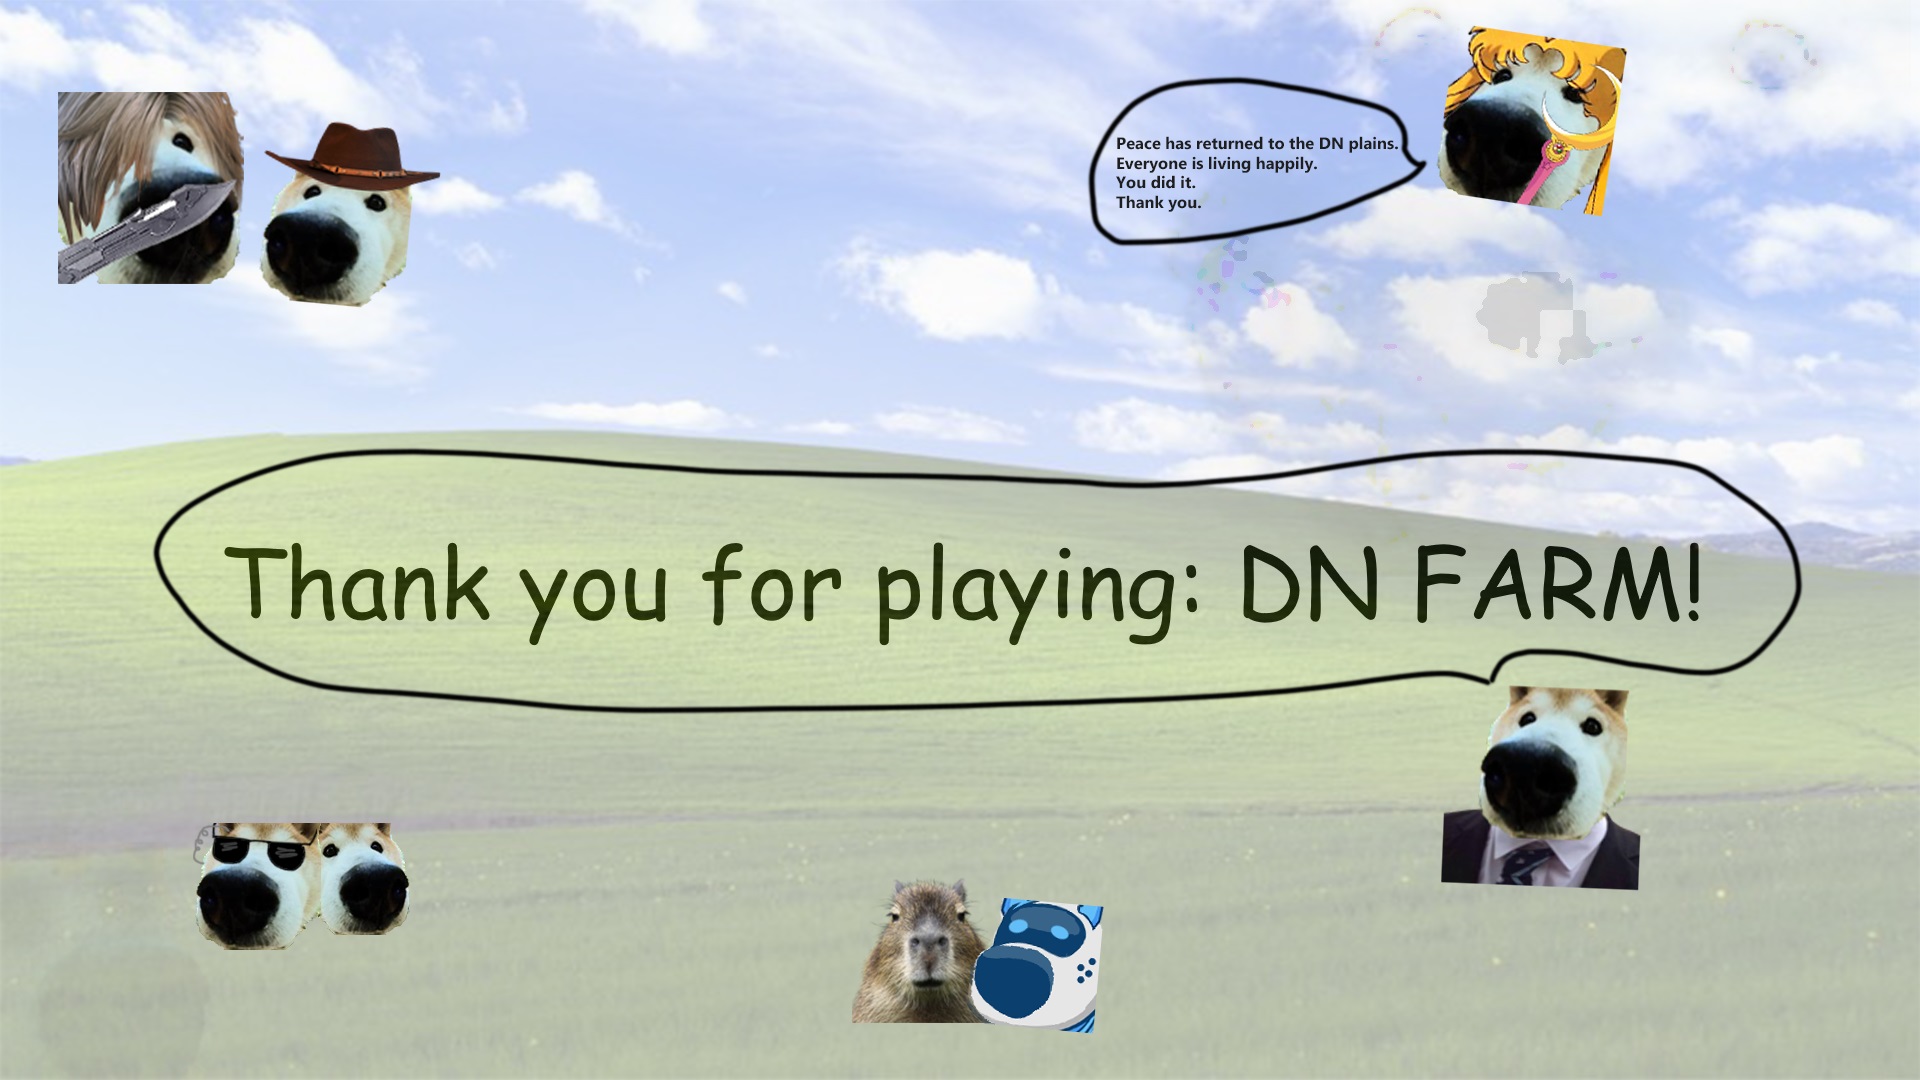 Peace has returned to the DN plains.
Everyone is living happily.
You did it.
Thank you.
Thank you for playing: DN FARM!